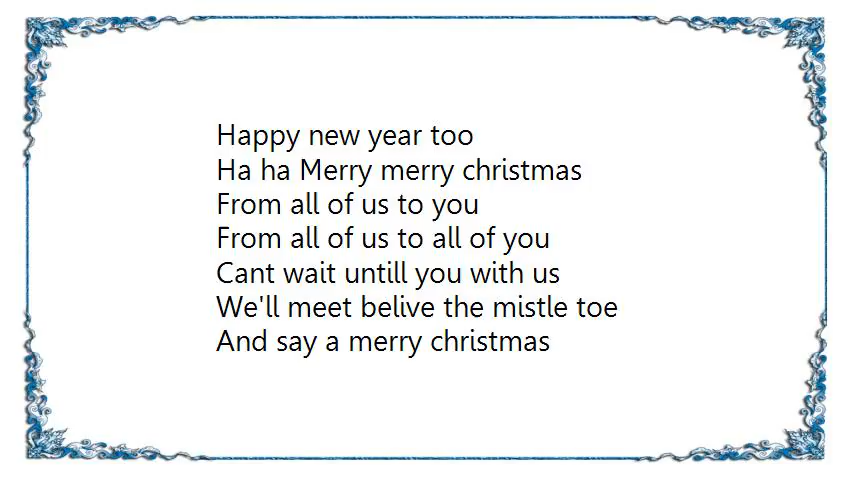 Happy new year too
Ha ha Merry merry christmas
From all of us to you
From all of us to all of you
Cant wait untill you with us
We'll meet belive the mistle toe
And say a merry christmas